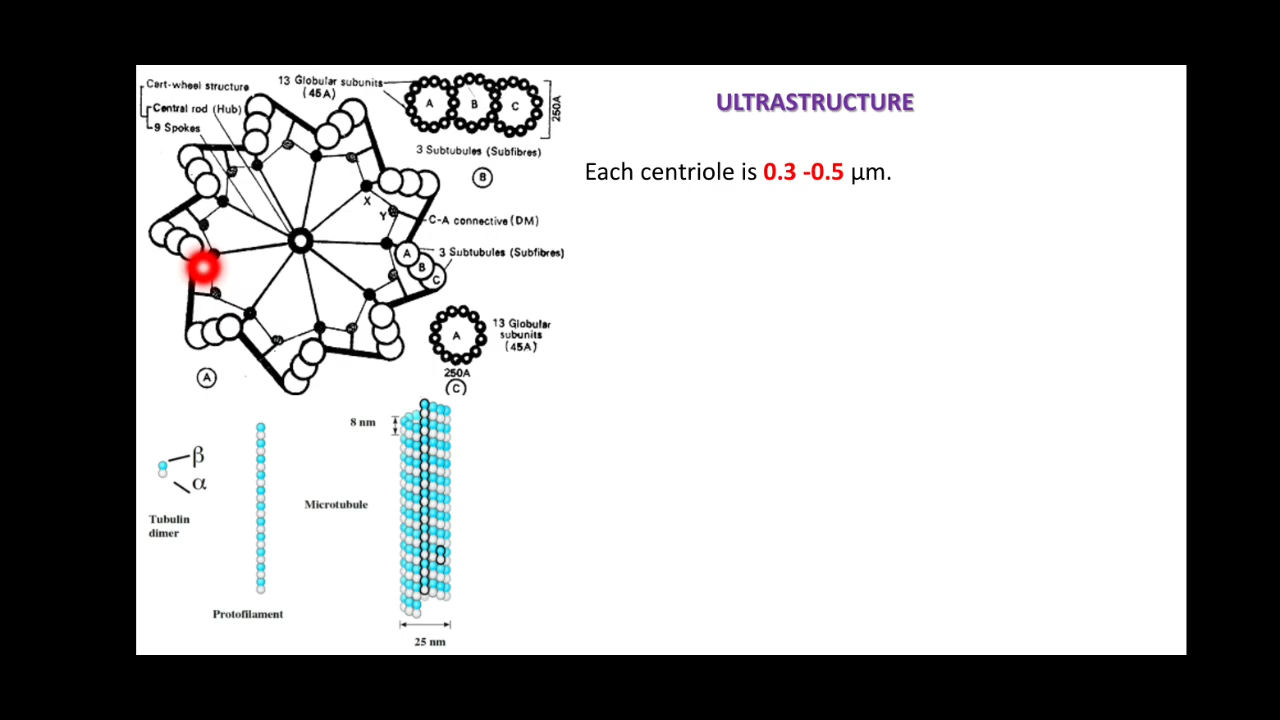 ULTRASTRUCTURE
Each centriole is 0.3 -0.5 µm.
Cart-wheel structure
Central rod (Hub)
9 Spokes
13 Globular subunits
(45A)
A B C
250A
3 Subtubules (Subfibres)
B
X
Y
C-A connective (DM)
3 Subtubules (Subfibres)
A
B
C
A
13 Globular
subunits
(45A)
250A
C
A
8 nm
β
α
Tubulin
dimer
Microtubule
Protofilament
25 nm